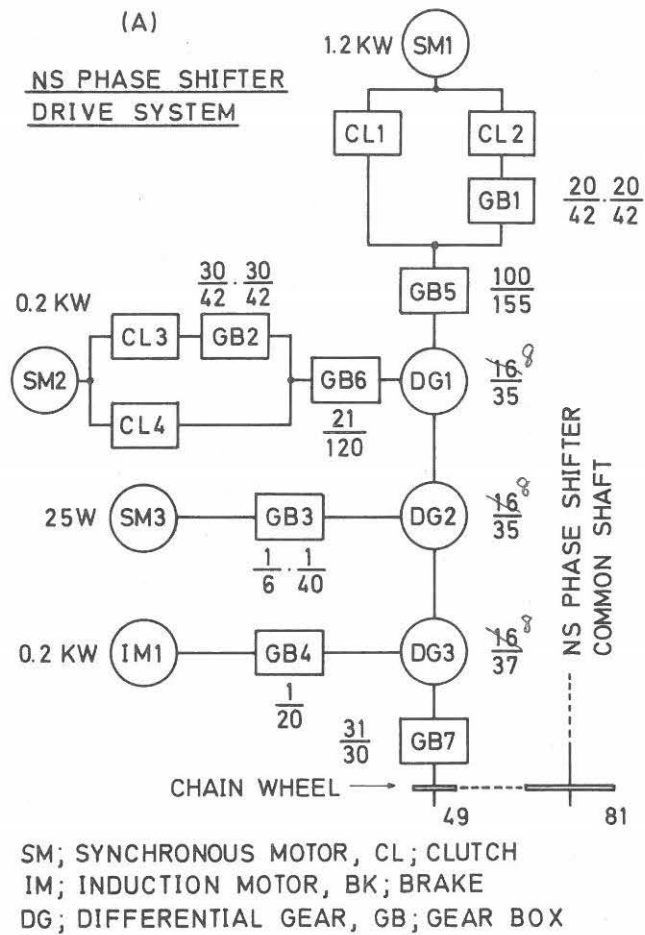 (A)
NS PHASE SHIFTER
DRIVE SYSTEM
1.2 KW
SM1
CL1
CL2
GB1
20/42 · 20/42
GB5
100/155
30/42 · 30/42
0.2 KW
CL3
GB2
SM2
CL4
GB6
21/120
DG1
16 8/35
25W
SM3
GB3
1/6 · 1/40
DG2
16 8/35
0.2 KW
IM1
GB4
1/20
DG3
16 8/37
31/30
GB7
NS PHASE SHIFTER
COMMON SHAFT
CHAIN WHEEL
49
81
SM; SYNCHRONOUS MOTOR, CL; CLUTCH
IM; INDUCTION MOTOR, BK; BRAKE
DG; DIFFERENTIAL GEAR, GB; GEAR BOX